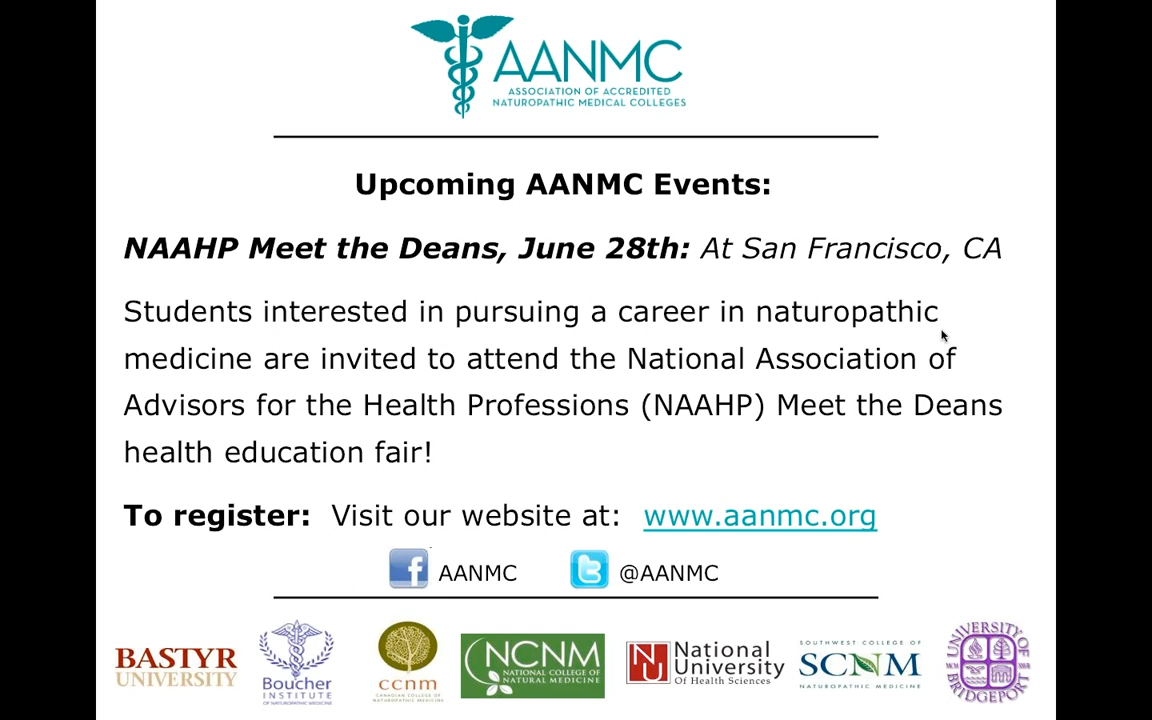 AANMC
ASSOCIATION OF ACCREDITED
NATUROPATHIC MEDICAL COLLEGES
Upcoming AANMC Events:
NAAHP Meet the Deans, June 28th: At San Francisco, CA
Students interested in pursuing a career in naturopathic
medicine are invited to attend the National Association of
Advisors for the Health Professions (NAAHP) Meet the Deans
health education fair!
To register: Visit our website at: www.aanmc.org
AANMC @AANMC
BASTYR
UNIVERSITY
Boucher
INSTITUTE
OF NATUROPATHIC MEDICINE
ccnm
CANADIAN COLLEGE OF
NATUROPATHIC MEDICINE
NCNM
NATIONAL COLLEGE OF
NATURAL MEDICINE
NU
National
University
Of Health Sciences
SOUTHWEST COLLEGE OF
SCNM
NATUROPATHIC MEDICINE
UNIVERSITY OF
BRIDGEPORT